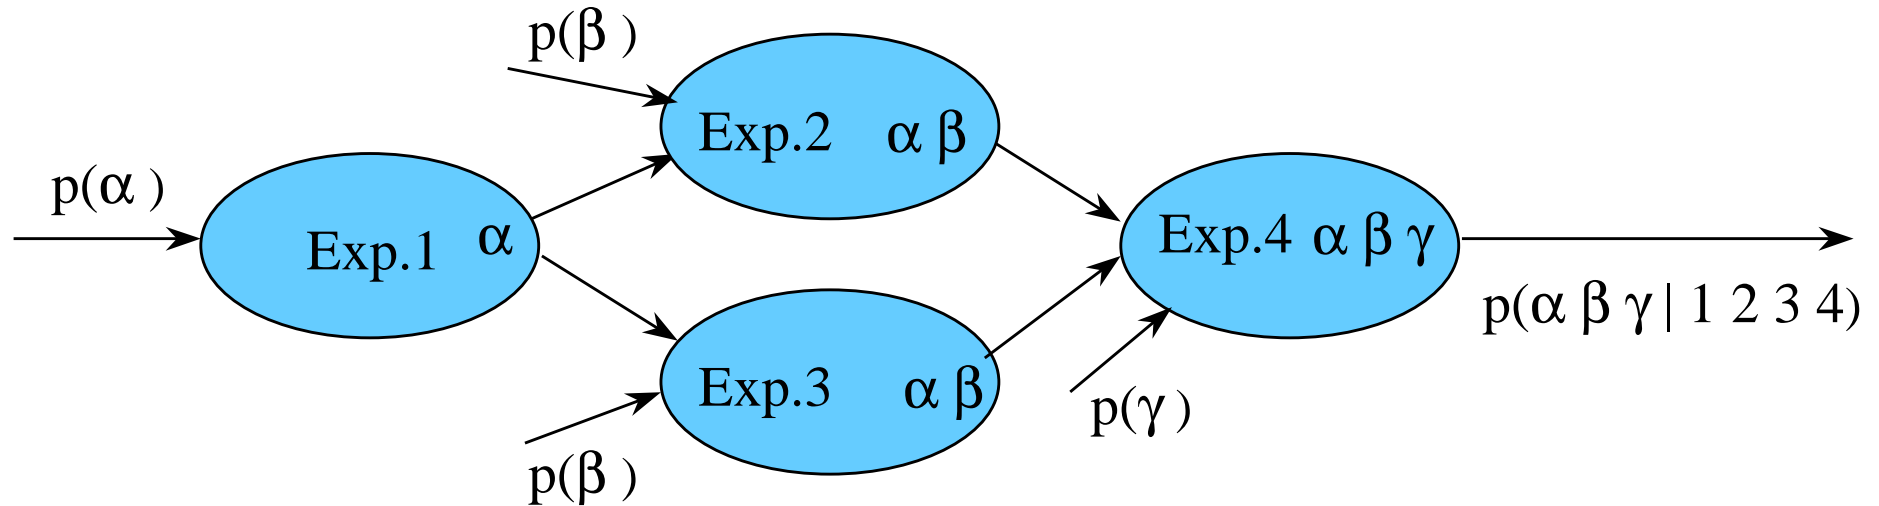 p(β )
Exp.2 α β
p(α )
Exp.1 α
Exp.4 α β γ
p(α β γ | 1 2 3 4)
Exp.3 α β
p(γ )
p(β )